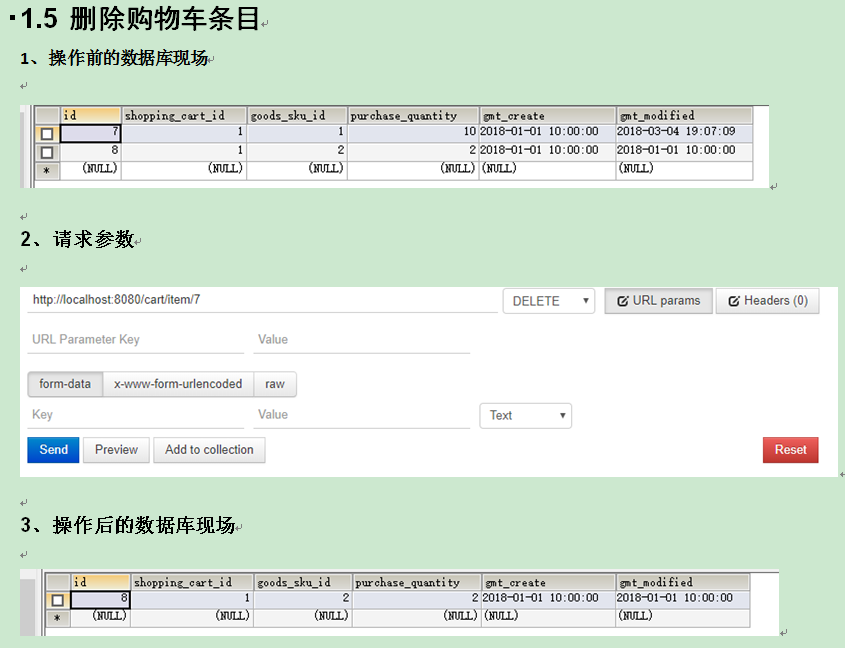 ▪1.5 删除购物车条目
1、操作前的数据库现场
id shopping_cart_id goods_sku_id purchase_quantity gmt_create gmt_modified
7 1 1 10 2018-01-01 10:00:00 2018-03-04 19:07:09
8 1 2 2 2018-01-01 10:00:00 2018-01-01 10:00:00
* (NULL) (NULL) (NULL) (NULL) (NULL) (NULL)
2、请求参数
http://localhost:8080/cart/item/7 DELETE URL params Headers (0)
URL Parameter Key Value
form-data x-www-form-urlencoded raw
Key Value Text
Send Preview Add to collection Reset
3、操作后的数据库现场
id shopping_cart_id goods_sku_id purchase_quantity gmt_create gmt_modified
8 1 2 2 2018-01-01 10:00:00 2018-01-01 10:00:00
* (NULL) (NULL) (NULL) (NULL) (NULL) (NULL)